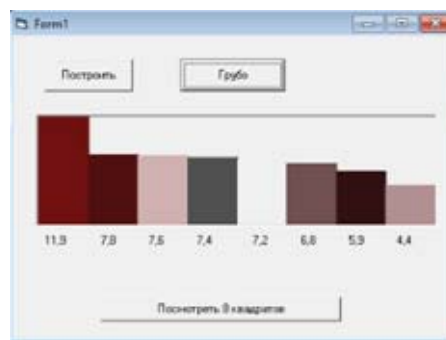 Form1
Построить Грубо
11,9 7,8 7,6 7,4 7,2 6,8 5,9 4,4
Посмотреть 8 квадратов